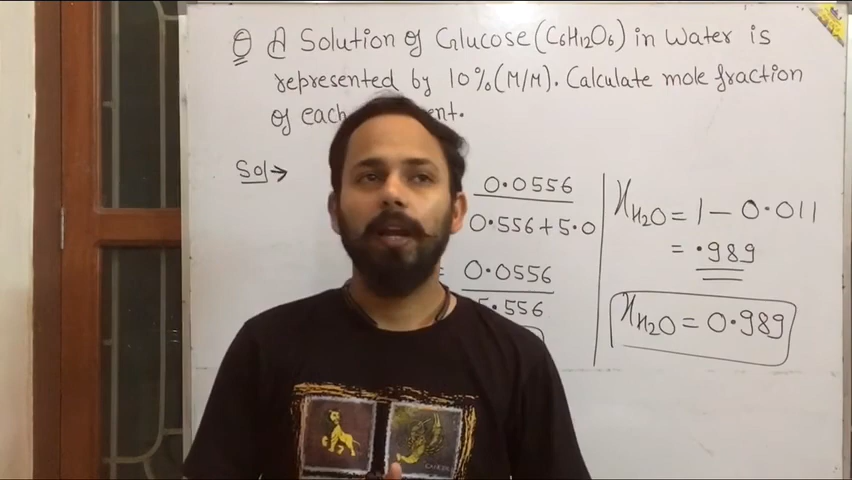 Q A Solution of Glucose (C6H12O6) in Water is
represented by 10% (M/M). Calculate mole fraction
of each
Sol →
0.0556
0.556+5.0
= 0.0556
5.556
XH2O = 1 - 0.011
= .989
XH2O = 0.989
CANCER